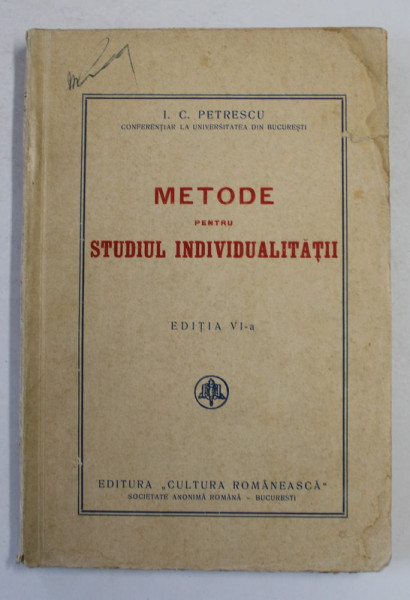 I. C. PETRESCU
CONFERENȚIAR LA UNIVERSITATEA DIN BUCUREȘTI
METODE
PENTRU
STUDIUL INDIVIDUALITĂȚII
EDIȚIA VI-a
EDITURA „CULTURA ROMÂNEASCĂ"
SOCIETATE ANONIMĂ ROMÂNĂ - BUCUREȘTI